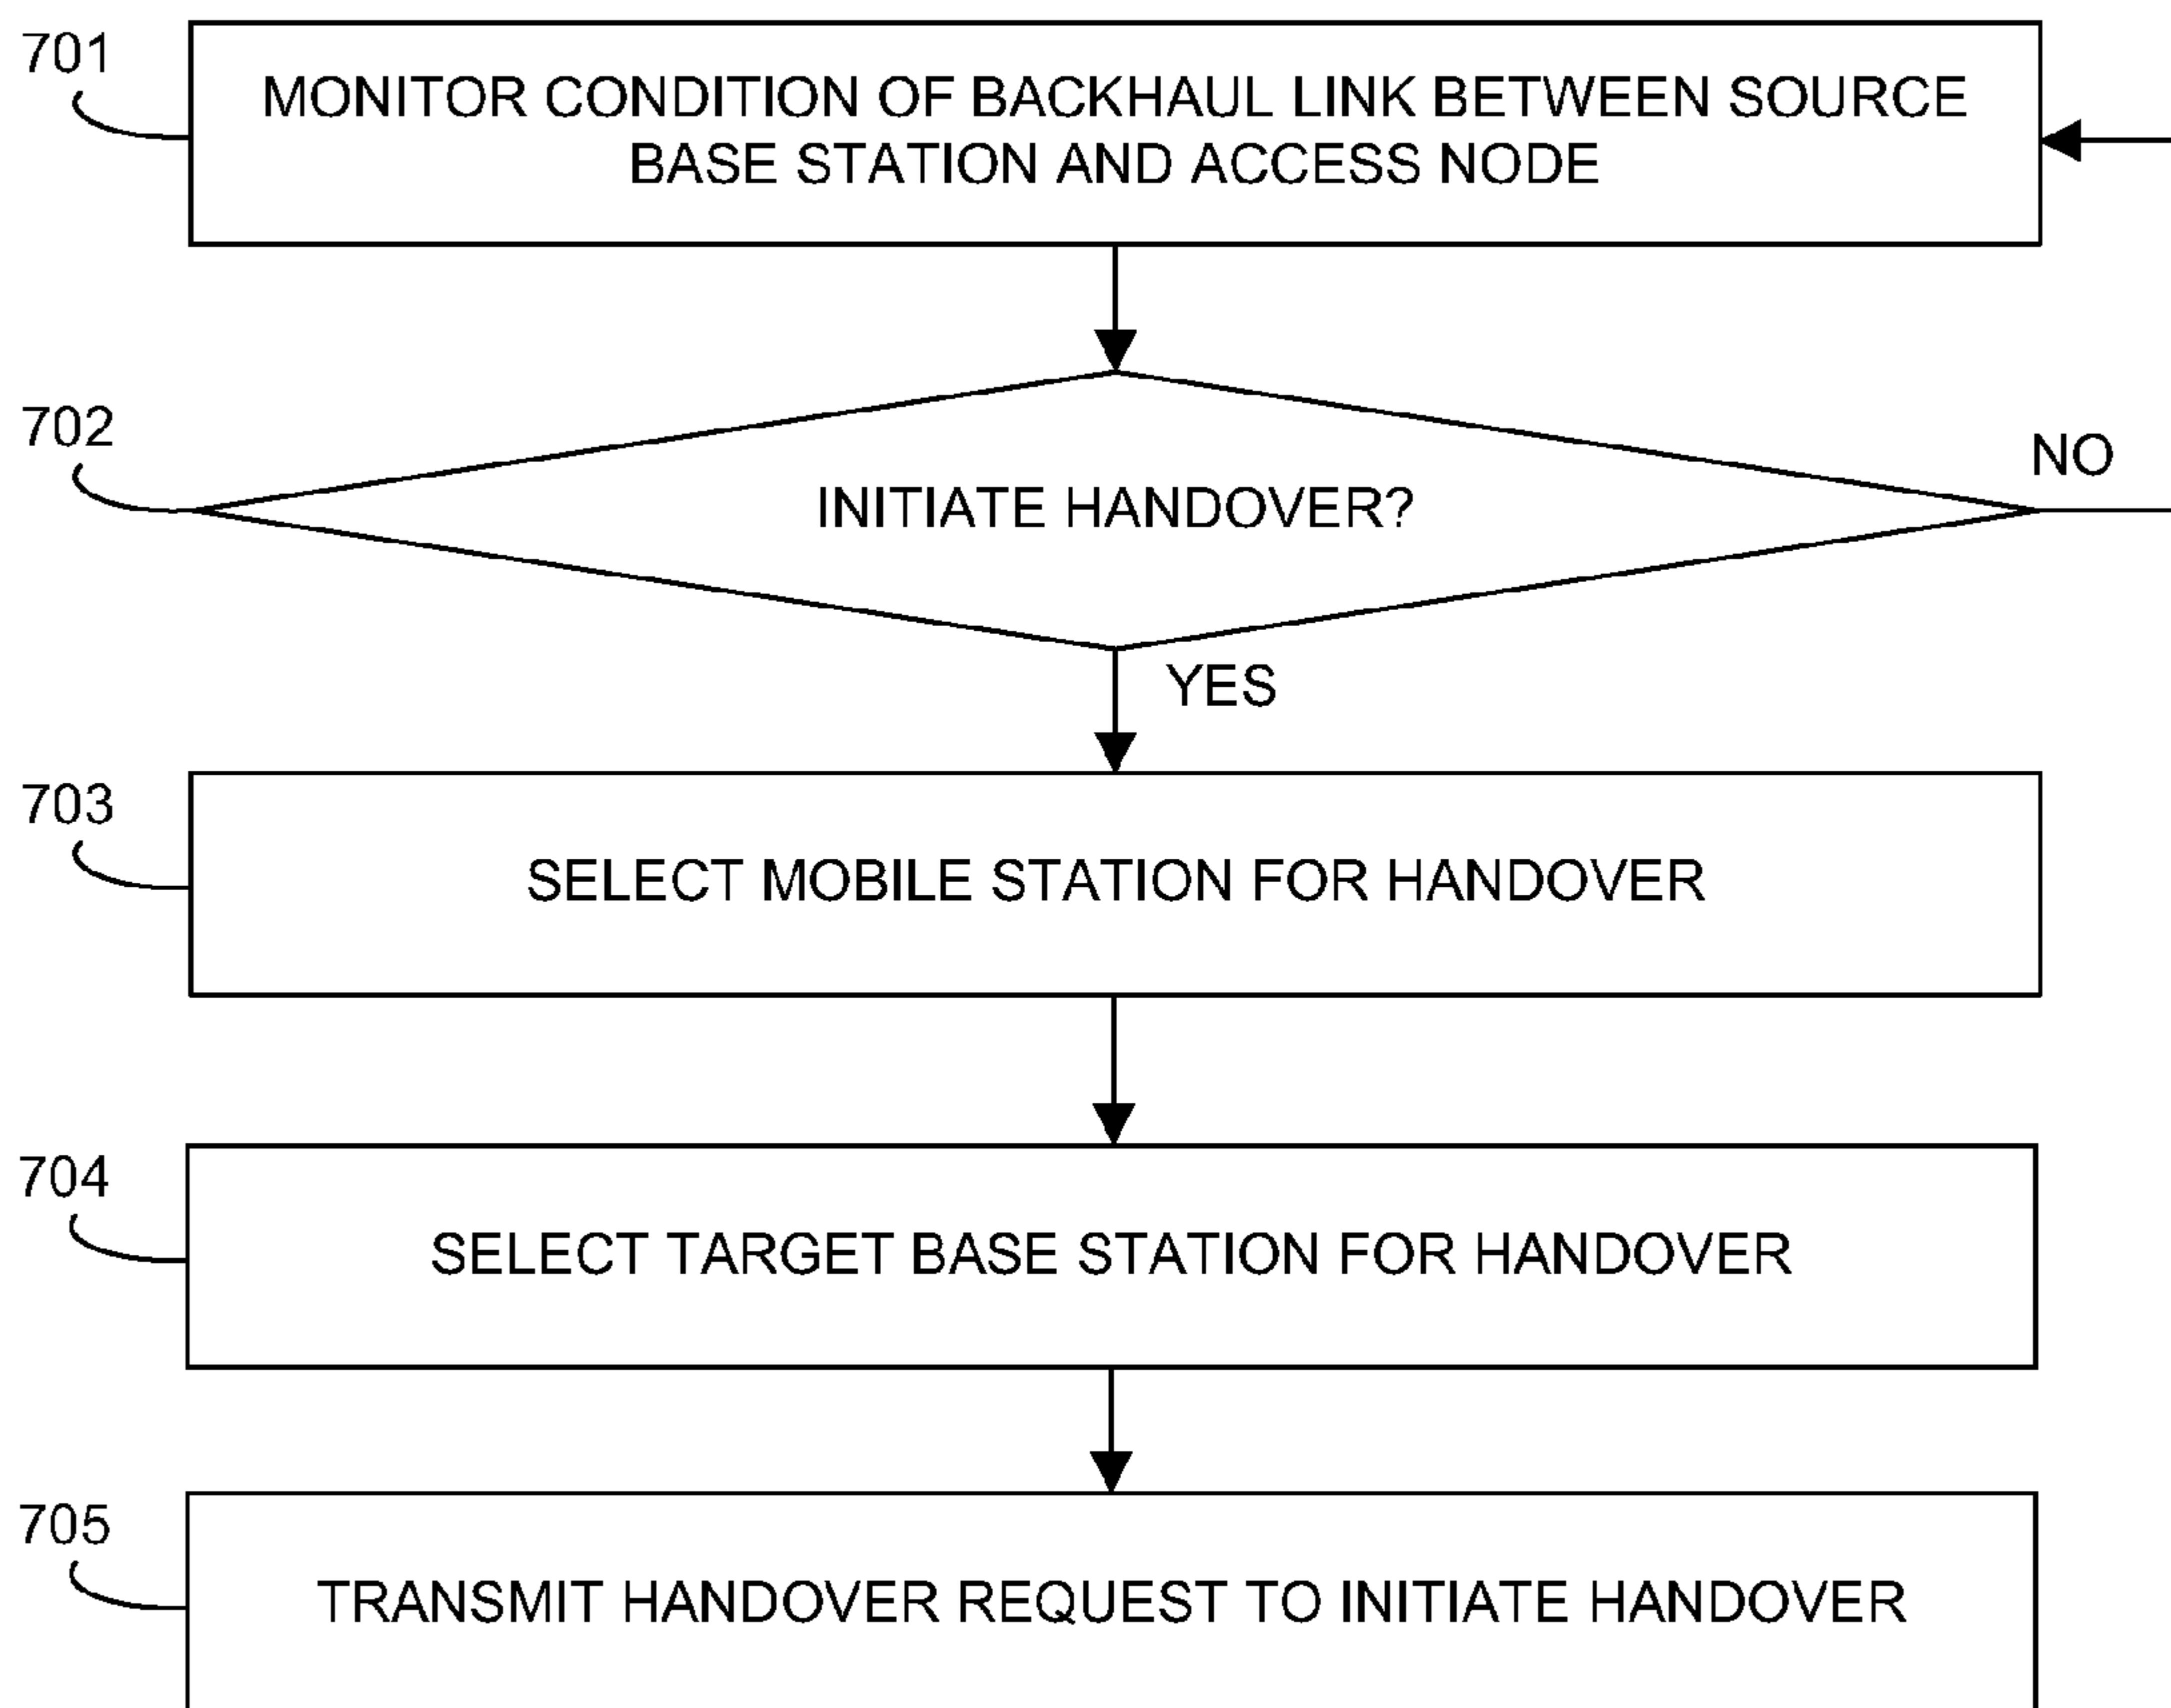 701
MONITOR CONDITION OF BACKHAUL LINK BETWEEN SOURCE
BASE STATION AND ACCESS NODE
702
INITIATE HANDOVER?
NO
YES
703
SELECT MOBILE STATION FOR HANDOVER
704
SELECT TARGET BASE STATION FOR HANDOVER
705
TRANSMIT HANDOVER REQUEST TO INITIATE HANDOVER